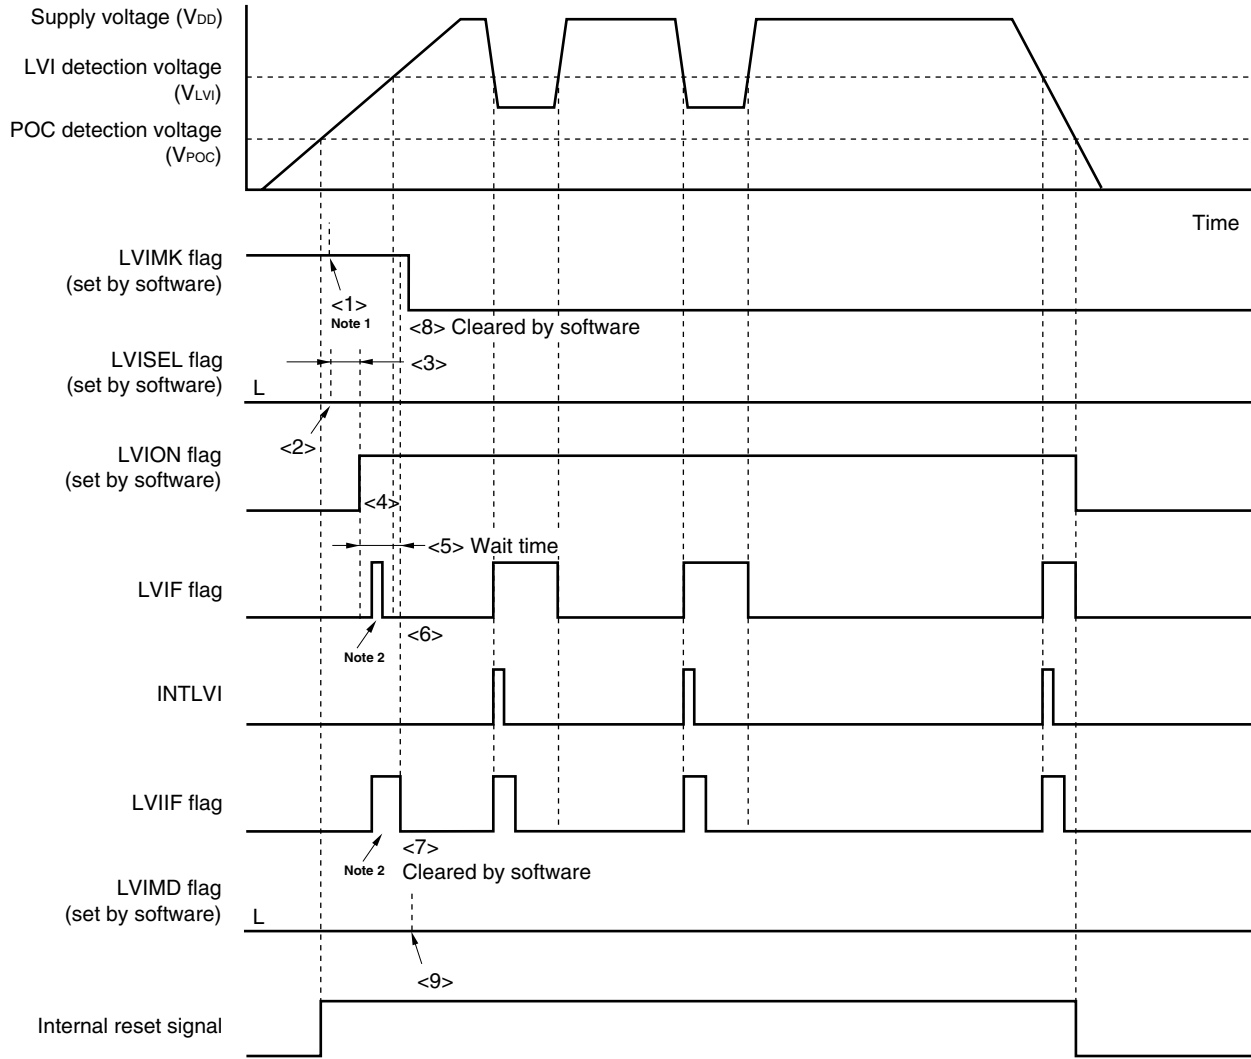 Supply voltage (VDD)
LVI detection voltage
(VLVI)
POC detection voltage
(VPOC)
Time
LVIMK flag
(set by software)
<1>
Note 1
<8> Cleared by software
LVISEL flag
(set by software)
<3>
L
<2>
LVION flag
(set by software)
<4>
<5> Wait time
LVIF flag
<6>
Note 2
INTLVI
LVIIF flag
<7>
Note 2
Cleared by software
LVIMD flag
(set by software)
L
<9>
Internal reset signal